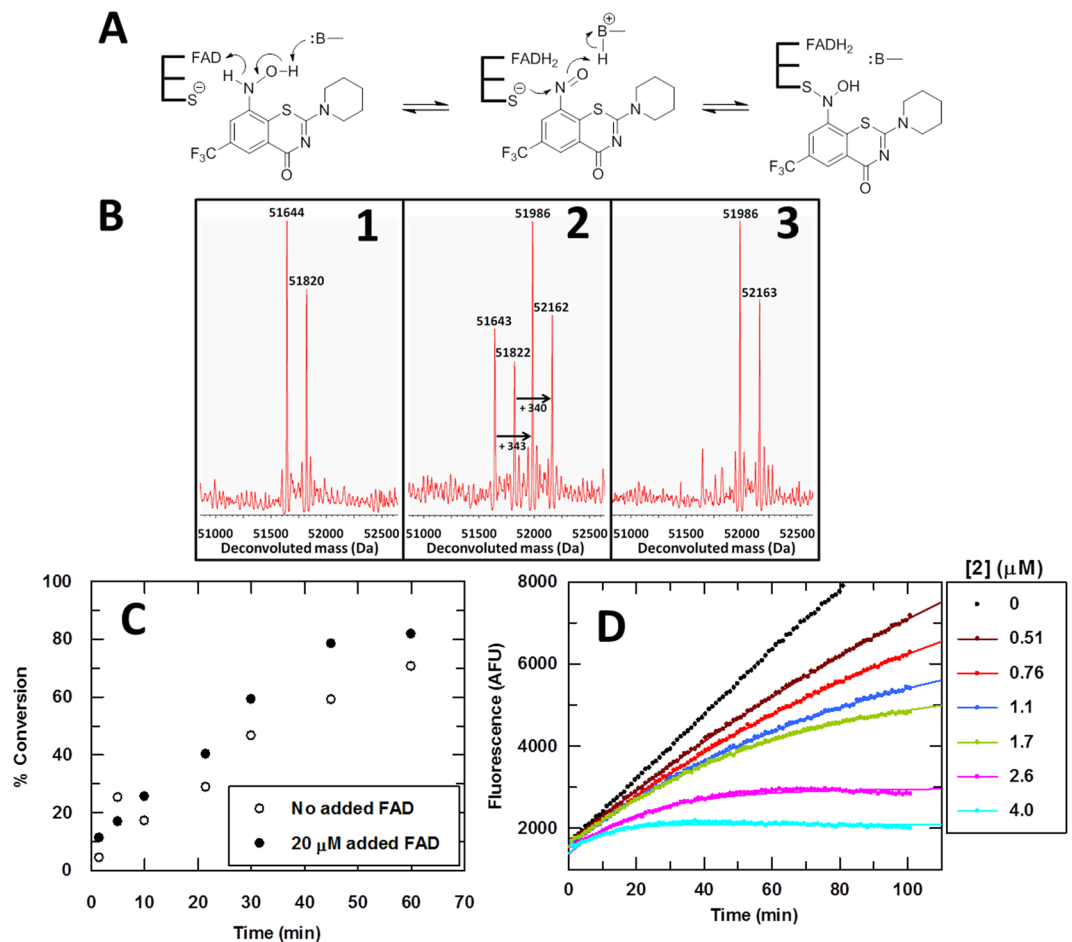 A
FAD
H
N
O-H
:B
S
⊖
S
N
N
F₃C
O
FADH₂
N
O
⊕
B
H
S
⊖
S
N
N
F₃C
O
FADH₂
:B
S
N
OH
S
N
N
F₃C
O
B
1
51644
51820
2
51986
52162
51643
51822
+ 340
+ 343
3
51986
52163
51000 51500 52000 52500
51000 51500 52000 52500
51000 51500 52000 52500
Deconvoluted mass (Da)
Deconvoluted mass (Da)
Deconvoluted mass (Da)
C
% Conversion
100
80
60
40
20
0
0 10 20 30 40 50 60 70
Time (min)
No added FAD
20 μM added FAD
D
Fluorescence (AFU)
8000
6000
4000
2000
0 20 40 60 80 100
Time (min)
[2] (μM)
0
0.51
0.76
1.1
1.7
2.6
4.0